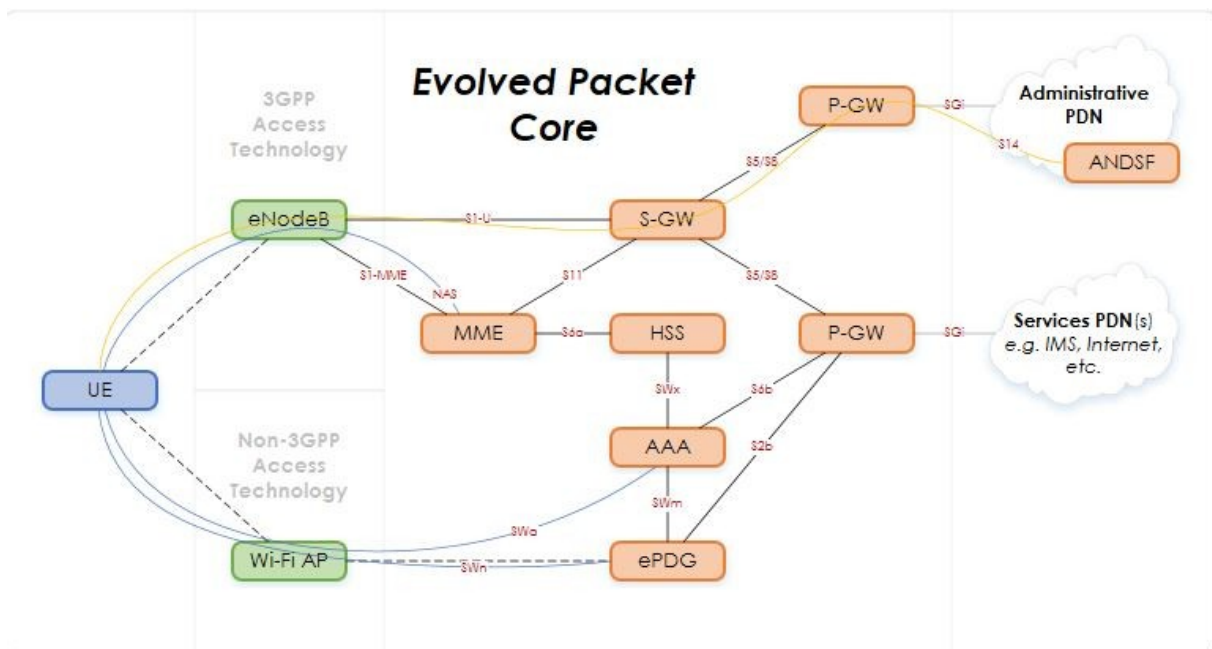 Evolved Packet
Core
3GPP
Access
Technology
P-GW
SGi
Administrative
PDN
S14
ANDSF
S5/S8
eNodeB
S1-U
S-GW
S1-MME
S11
S5/S8
NAS
MME
S6a
HSS
P-GW
SGi
Services PDN(s)
e.g. IMS, Internet,
etc.
UE
SWx
S6b
Non-3GPP
Access
Technology
AAA
S2b
SWm
SWa
Wi-Fi AP
SWn
ePDG